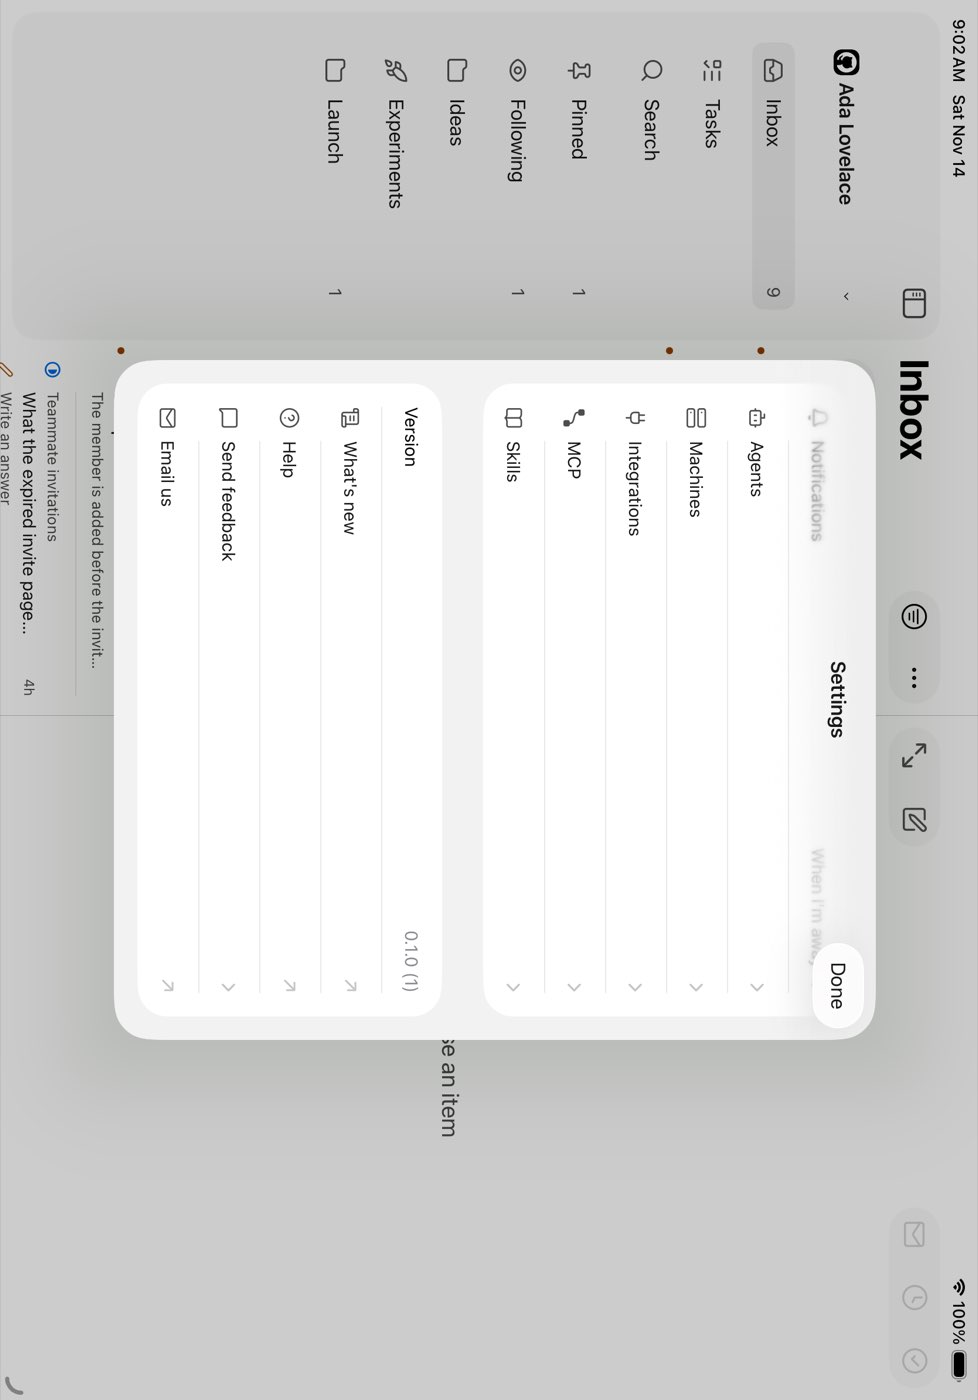 9:02 AM Sat Nov 14
100%
Ada Lovelace
Inbox 9
Tasks
Search
Pinned 1
Following 1
Ideas
Experiments
Launch 1
Inbox
Settings
Done
Notifications When I'm away
Agents
Machines
Integrations
MCP
Skills
Version 0.1.0 (1)
What's new
Help
Send feedback
Email us
an item
The member is added before the invit...
Teammate invitations
What the expired invite page... 4h
Write an answer